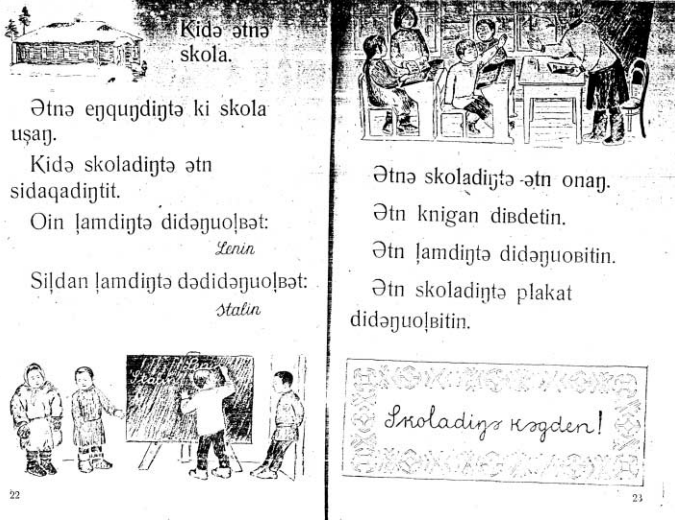 Kidə ətnə
skola.
Ətnə eŋquŋdiŋtə ki skola
uşaŋ.
Kidə skoladiŋtə ətn
sidaqadiŋtit.
Oin ļamdiŋtə didəŋuoļʙət:
Lenin
Siļdan ļamdiŋtə dədidəŋuoļʙət:
Stalin
22
Ətnə skoladiŋtə ətn onaŋ.
Ətn knigan diʙdetin.
Ətn ļamdiŋtə didəŋuoʙitin.
Ətn skoladiŋtə plakat
didəŋuoļʙitin.
Skoladiŋə kəgden!
23